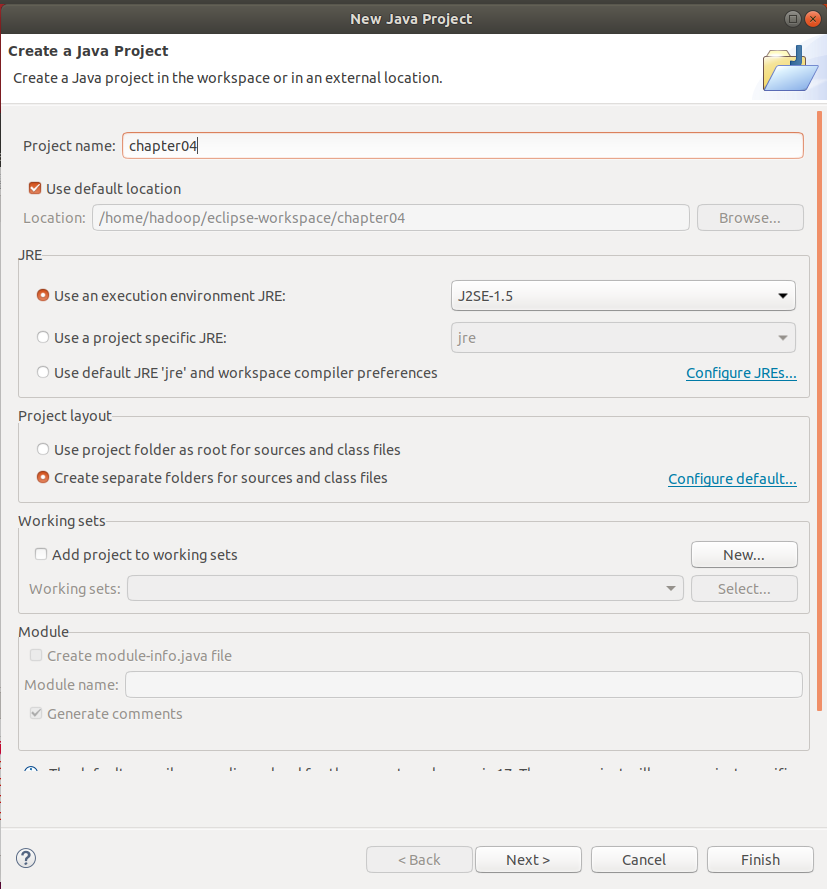 New Java Project
Create a Java Project
Create a Java project in the workspace or in an external location.
Project name: chapter04
Use default location
Location: /home/hadoop/eclipse-workspace/chapter04 Browse...
JRE
Use an execution environment JRE: J2SE-1.5
Use a project specific JRE: jre
Use default JRE 'jre' and workspace compiler preferences Configure JREs...
Project layout
Use project folder as root for sources and class files
Create separate folders for sources and class files Configure default...
Working sets
Add project to working sets New...
Working sets: Select...
Module
Create module-info.java file
Module name:
Generate comments
? < Back Next > Cancel Finish